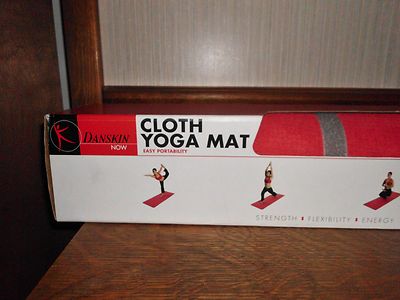 DANSKIN
NOW
CLOTH
YOGA MAT
EASY PORTABILITY
STRENGTH FLEXIBILITY ENERGY